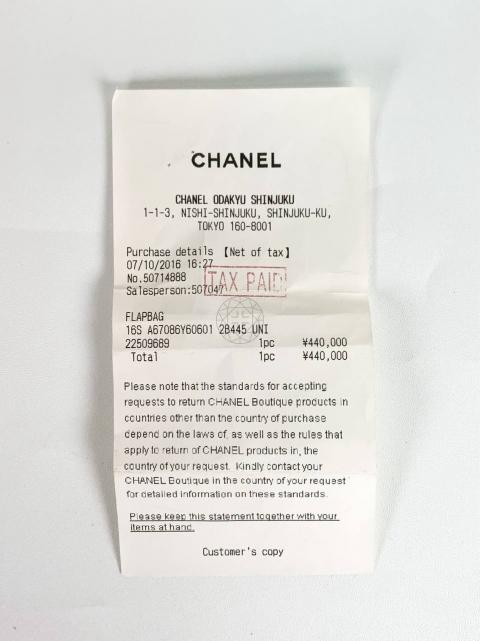 CHANEL
CHANEL ODAKYU SHINJUKU
1-1-3, NISHI-SHINJUKU, SHINJUKU-KU,
TOKYO 160-8001
Purchase details 【Net of tax】
07/10/2016 16:27
No.50714888
TAX PAID
Salesperson:507047
FLAPBAG
16S A67086Y60601 2B445 UNI
22509689 1pc ¥440,000
Total 1pc ¥440,000
Please note that the standards for accepting
requests to return CHANEL Boutique products in
countries other than the country of purchase
depend on the laws of, as well as the rules that
apply to return of CHANEL products in, the
country of your request. Kindly contact your
CHANEL Boutique in the country of your request
for detailed information on these standards.
Please keep this statement together with your
items at hand.
Customer's copy